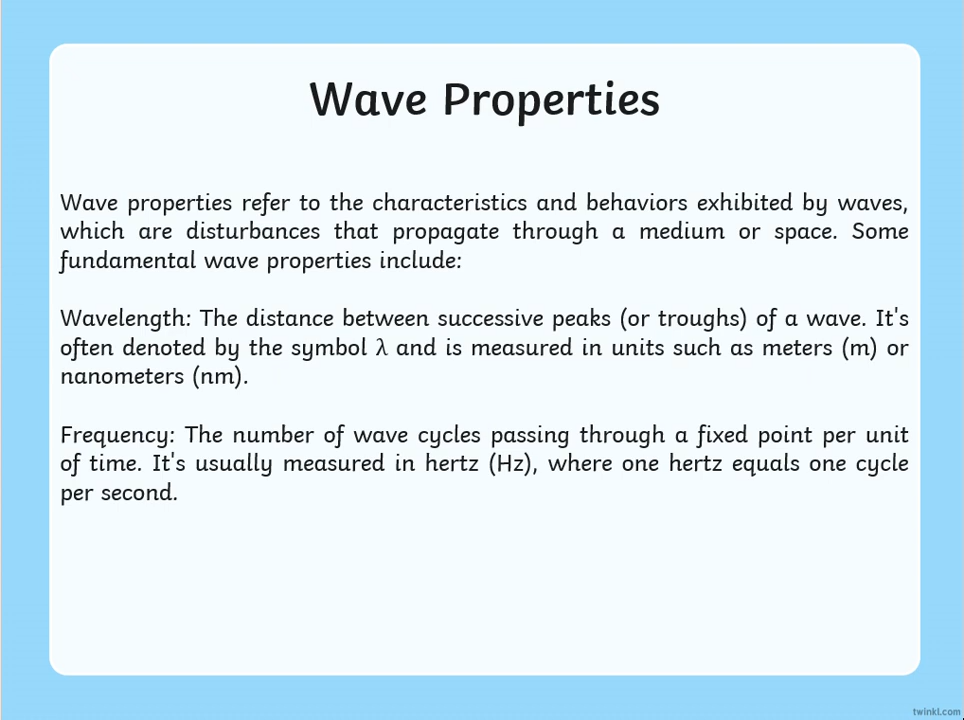 Wave Properties
Wave properties refer to the characteristics and behaviors exhibited by waves,
which are disturbances that propagate through a medium or space. Some
fundamental wave properties include:
Wavelength: The distance between successive peaks (or troughs) of a wave. It's
often denoted by the symbol λ and is measured in units such as meters (m) or
nanometers (nm).
Frequency: The number of wave cycles passing through a fixed point per unit
of time. It's usually measured in hertz (Hz), where one hertz equals one cycle
per second.
twinkl.com